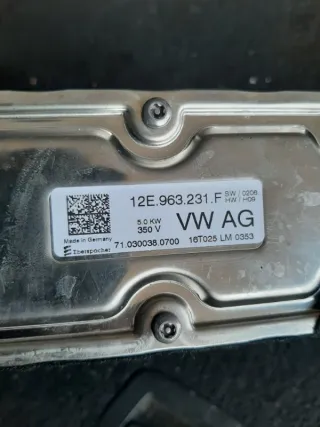 12E.963.231.F SW / 0208
HW / H09
5.0 KW
350 V VW AG
Made in Germany
Eberspächer 71.030038.0700 16T025 LM 0353